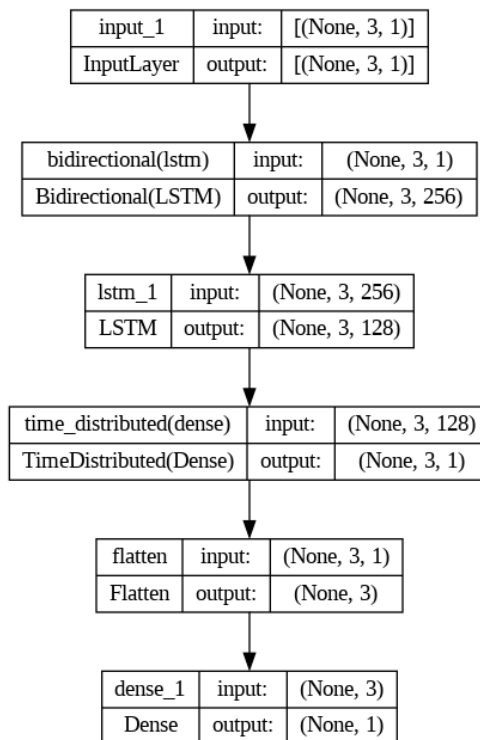 input_1 input: [(None, 3, 1)]
InputLayer output: [(None, 3, 1)]
bidirectional(lstm) input: (None, 3, 1)
Bidirectional(LSTM) output: (None, 3, 256)
lstm_1 input: (None, 3, 256)
LSTM output: (None, 3, 128)
time_distributed(dense) input: (None, 3, 128)
TimeDistributed(Dense) output: (None, 3, 1)
flatten input: (None, 3, 1)
Flatten output: (None, 3)
dense_1 input: (None, 3)
Dense output: (None, 1)